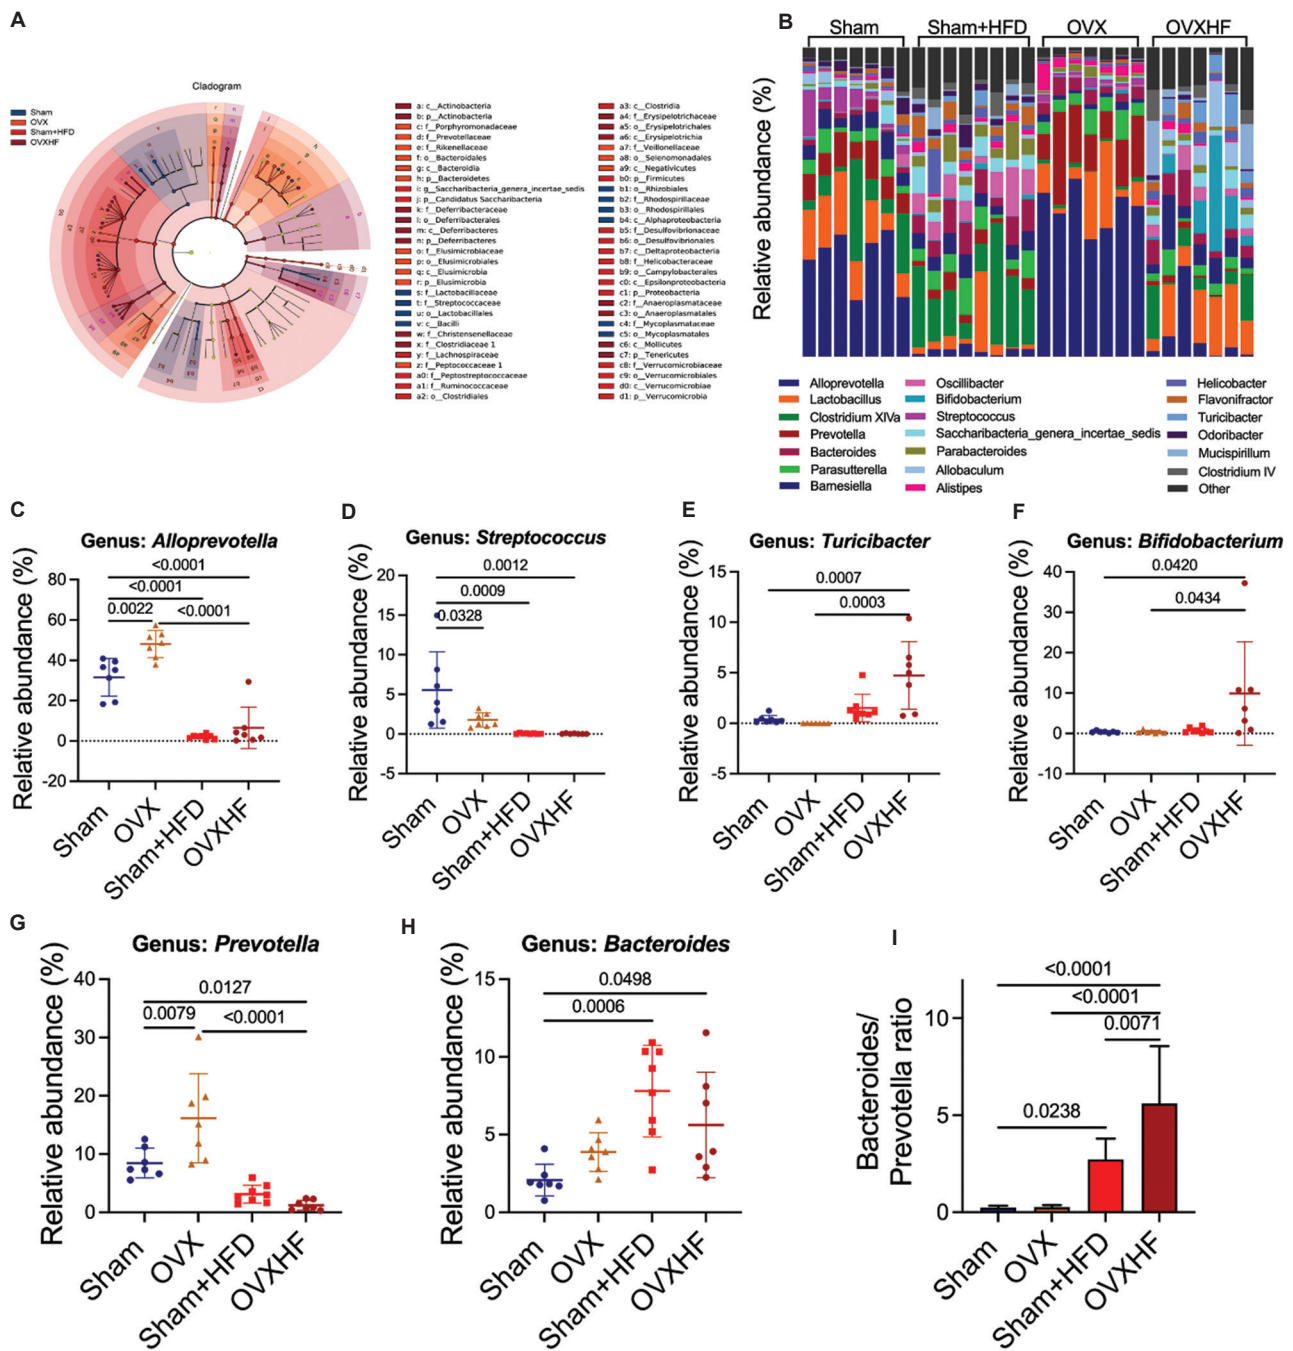 A
Cladogram
Sham
OVX
Sham+HFD
OVXHF
a: c__Actinobacteria
b: p__Actinobacteria
c: f__Porphyromonadaceae
d: f__Prevotellaceae
e: f__Rikenellaceae
f: o__Bacteroidales
g: c__Bacteroidia
h: p__Bacteroidetes
i: g__Saccharibacteria_genera_incertae_sedis
j: p__Candidatus Saccharibacteria
k: f__Deferribacteraceae
l: o__Deferribacterales
m: c__Deferribacteres
n: p__Deferribacteres
o: f__Elusimicrobiaceae
p: o__Elusimicrobiales
q: c__Elusimicrobia
r: p__Elusimicrobia
s: f__Lactobacillaceae
t: f__Streptococcaceae
u: o__Lactobacillales
v: c__Bacilli
w: f__Christensenellaceae
x: f__Clostridiaceae 1
y: f__Lachnospiraceae
z: f__Peptococcaceae 1
a0: f__Peptostreptococcaceae
a1: f__Ruminococcaceae
a2: o__Clostridiales
a3: c__Clostridia
a4: f__Erysipelotrichaceae
a5: o__Erysipelotrichales
a6: c__Erysipelotrichia
a7: f__Veillonellaceae
a8: o__Selenomonadales
a9: c__Negativicutes
b0: p__Firmicutes
b1: o__Rhizobiales
b2: f__Rhodospirillaceae
b3: o__Rhodospirillales
b4: c__Alphaproteobacteria
b5: f__Desulfovibrionaceae
b6: o__Desulfovibrionales
b7: c__Deltaproteobacteria
b8: f__Helicobacteraceae
b9: o__Campylobacterales
c0: c__Epsilonproteobacteria
c1: p__Proteobacteria
c2: f__Anaeroplasmataceae
c3: o__Anaeroplasmatales
c4: f__Mycoplasmataceae
c5: o__Mycoplasmatales
c6: c__Mollicutes
c7: p__Tenericutes
c8: f__Verrucomicrobiaceae
c9: o__Verrucomicrobiales
d0: c__Verrucomicrobiae
d1: p__Verrucomicrobia
B
Sham Sham+HFD OVX OVXHF
Relative abundance (%)
Alloprevotella
Lactobacillus
Clostridium XIVa
Prevotella
Bacteroides
Parasutterella
Barnesiella
Oscillibacter
Bifidobacterium
Streptococcus
Saccharibacteria_genera_incertae_sedis
Parabacteroides
Allobaculum
Alistipes
Helicobacter
Flavonifractor
Turicibacter
Odoribacter
Mucispirillum
Clostridium IV
Other
C
Genus: Alloprevotella
Relative abundance (%)
80
60
40
20
0
-20
<0.0001
<0.0001
0.0022 <0.0001
Sham OVX Sham+HFD OVXHF
D
Genus: Streptococcus
Relative abundance (%)
20
15
10
5
0
-5
0.0012
0.0009
0.0328
Sham OVX Sham+HFD OVXHF
E
Genus: Turicibacter
Relative abundance (%)
15
10
5
0
-5
0.0007
0.0003
Sham OVX Sham+HFD OVXHF
F
Genus: Bifidobacterium
Relative abundance (%)
40
30
20
10
0
-10
0.0420
0.0434
Sham OVX Sham+HFD OVXHF
G
Genus: Prevotella
Relative abundance (%)
40
30
20
10
0
0.0127
0.0079 <0.0001
Sham OVX Sham+HFD OVXHF
H
Genus: Bacteroides
Relative abundance (%)
15
10
5
0
0.0498
0.0006
Sham OVX Sham+HFD OVXHF
I
Bacteroides/
Prevotella ratio
10
5
0
<0.0001
<0.0001
0.0071
0.0238
Sham OVX Sham+HFD OVXHF